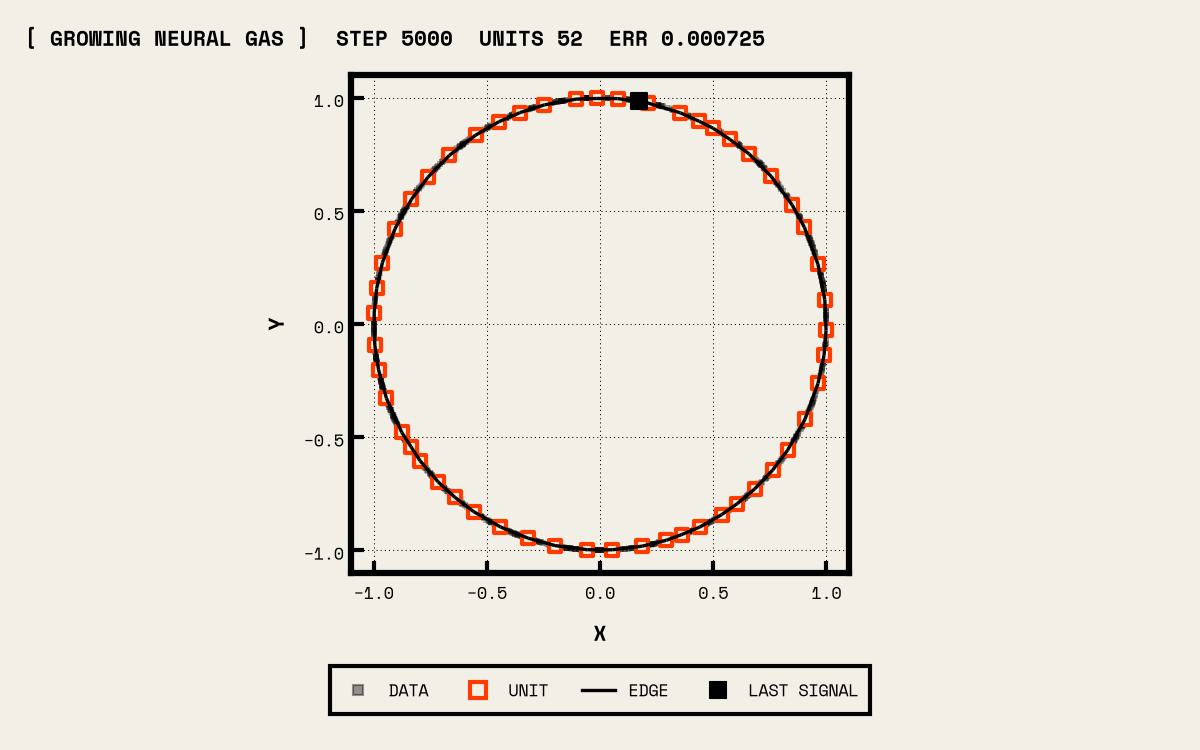 [ GROWING NEURAL GAS ]  STEP 5000  UNITS 52  ERR 0.000725
1.0
0.5
0.0
−0.5
−1.0
Y
−1.0 −0.5 0.0 0.5 1.0
X
DATA UNIT EDGE LAST SIGNAL